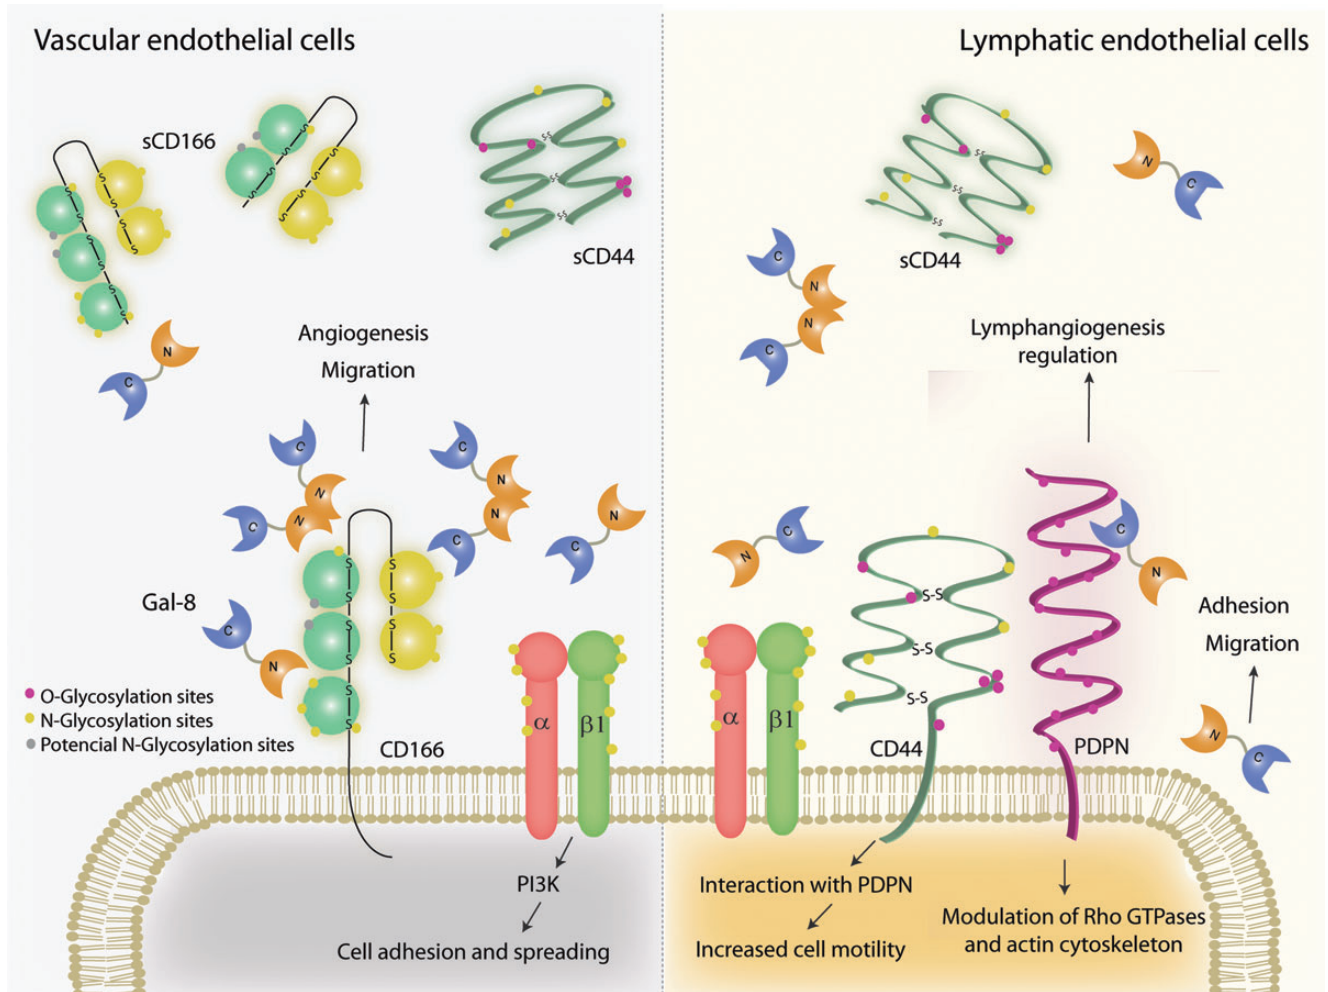 Vascular endothelial cells
Lymphatic endothelial cells
sCD166
sCD44
sCD44
Angiogenesis
Migration
Lymphangiogenesis
regulation
Gal-8
O-Glycosylation sites
N-Glycosylation sites
Potencial N-Glycosylation sites
CD166
α
β1
α
β1
CD44
PDPN
Adhesion
Migration
S-S
S-S
S-S
N
C
PI3K
Cell adhesion and spreading
Interaction with PDPN
Increased cell motility
Modulation of Rho GTPases
and actin cytoskeleton